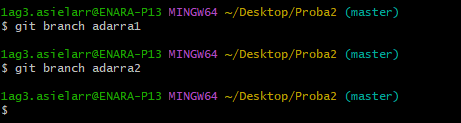 1ag3.asielarr@ENARA-P13 MINGW64 ~/Desktop/Proba2 (master)
$ git branch adarra1
1ag3.asielarr@ENARA-P13 MINGW64 ~/Desktop/Proba2 (master)
$ git branch adarra2
1ag3.asielarr@ENARA-P13 MINGW64 ~/Desktop/Proba2 (master)
$